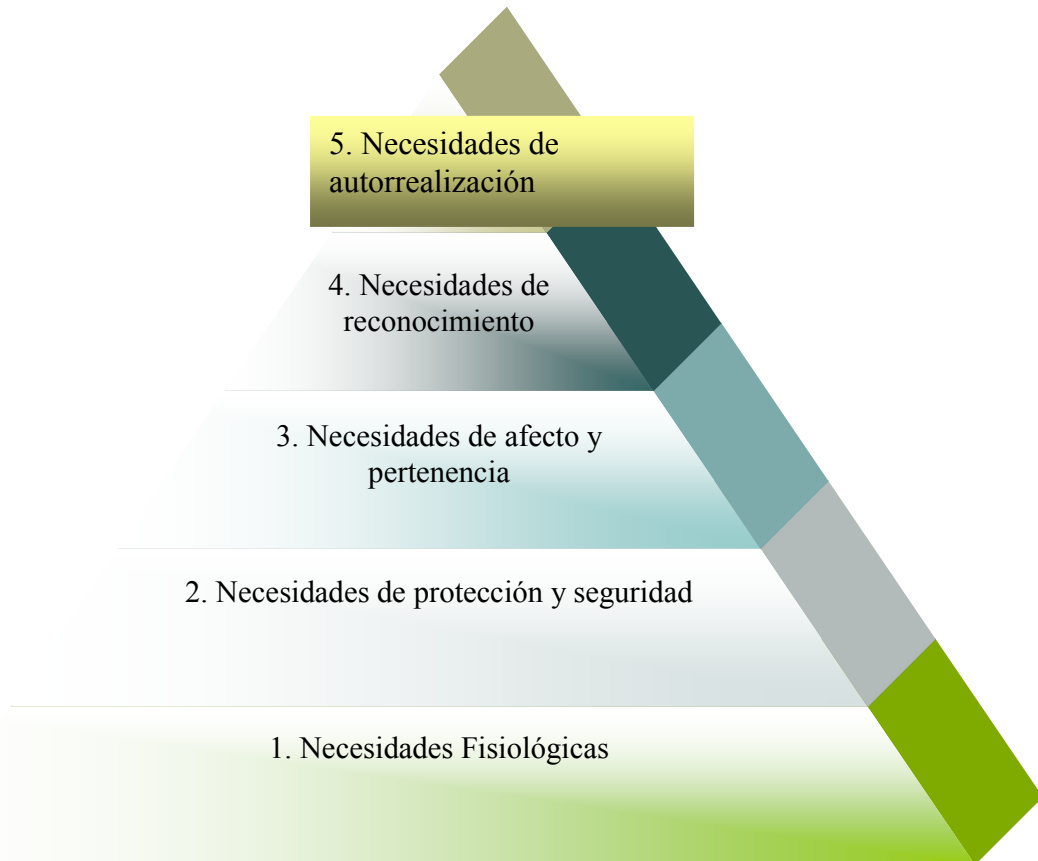 5. Necesidades de
autorrealización
4. Necesidades de
reconocimiento
3. Necesidades de afecto y
pertenencia
2. Necesidades de protección y seguridad
1. Necesidades Fisiológicas